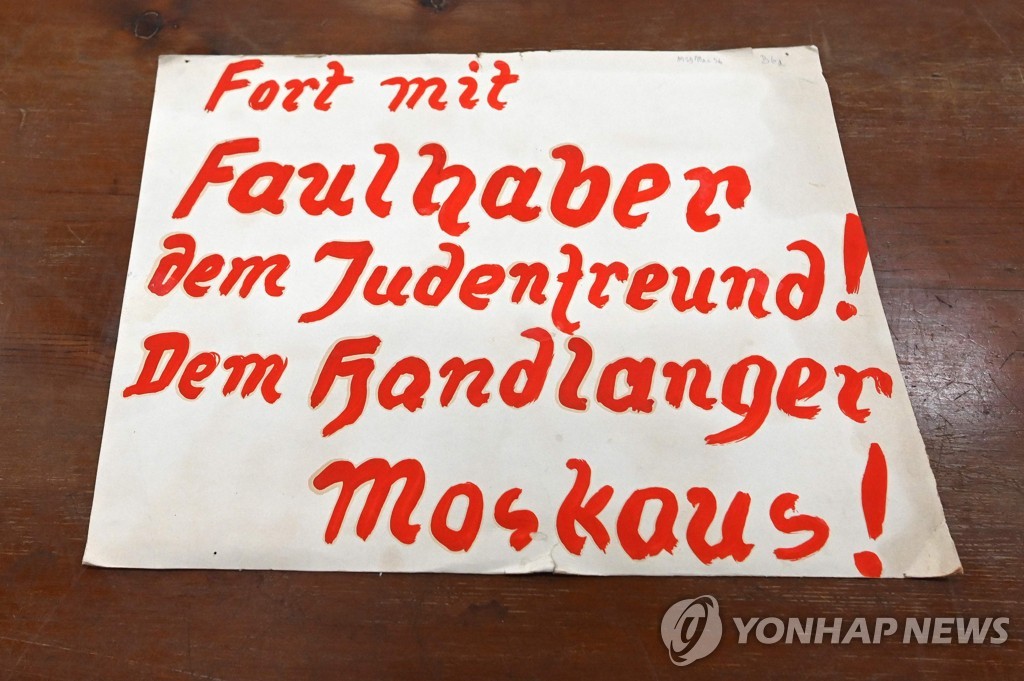 Fort mit
Faulhaber
dem Judenfreund!
Dem Handlanger
Moskaus!
YONHAP NEWS